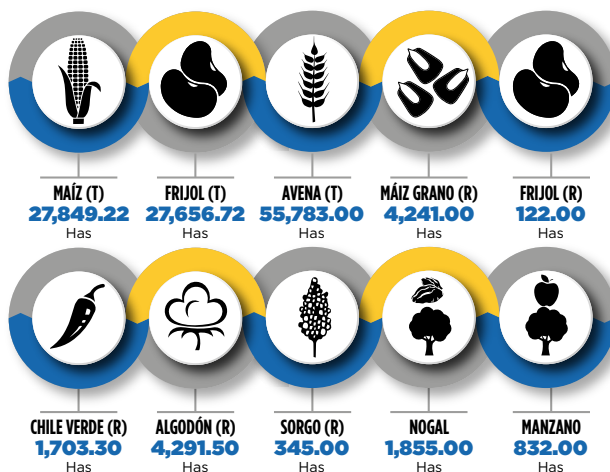 MAÍZ (T)
27,849.22
Has
FRIJOL (T)
27,656.72
Has
AVENA (T)
55,783.00
Has
MÁIZ GRANO (R)
4,241.00
Has
FRIJOL (R)
122.00
Has
CHILE VERDE (R)
1,703.30
Has
ALGODÓN (R)
4,291.50
Has
SORGO (R)
345.00
Has
NOGAL
1,855.00
Has
MANZANO
832.00
Has